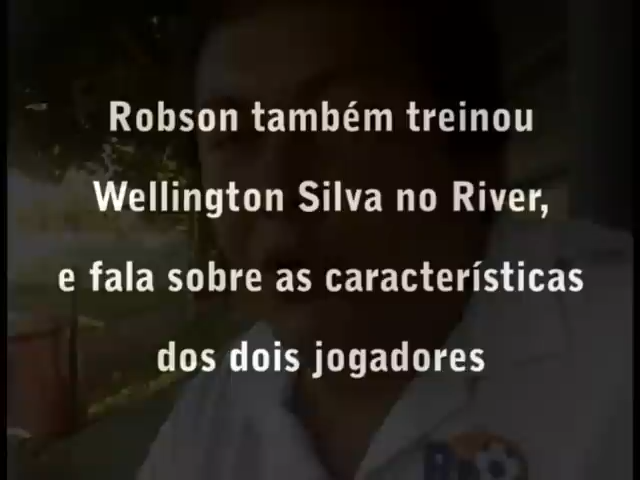 Robson também treinou
Wellington Silva no River,
e fala sobre as características
dos dois jogadores